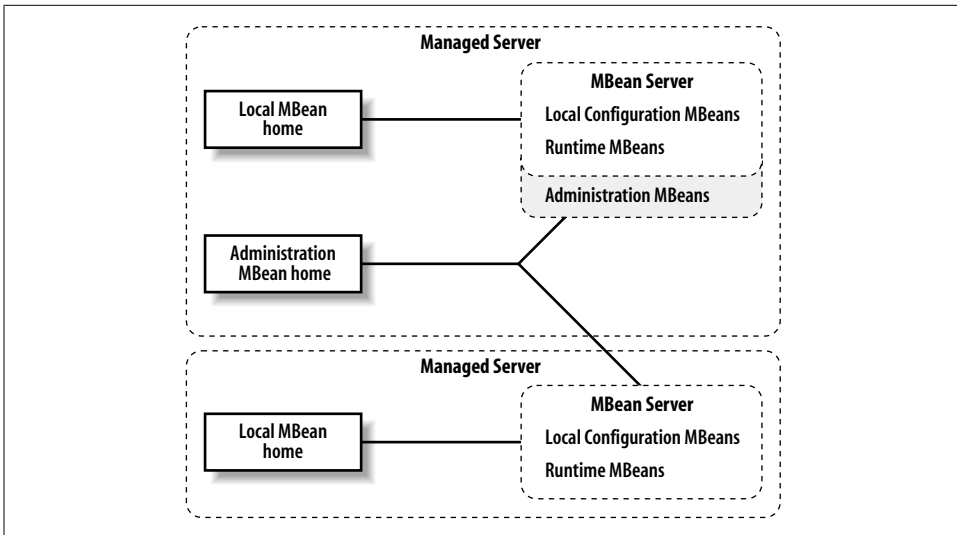 Managed Server
Local MBean
home
MBean Server
Local Configuration MBeans
Runtime MBeans
Administration MBeans
Administration
MBean home
Managed Server
Local MBean
home
MBean Server
Local Configuration MBeans
Runtime MBeans